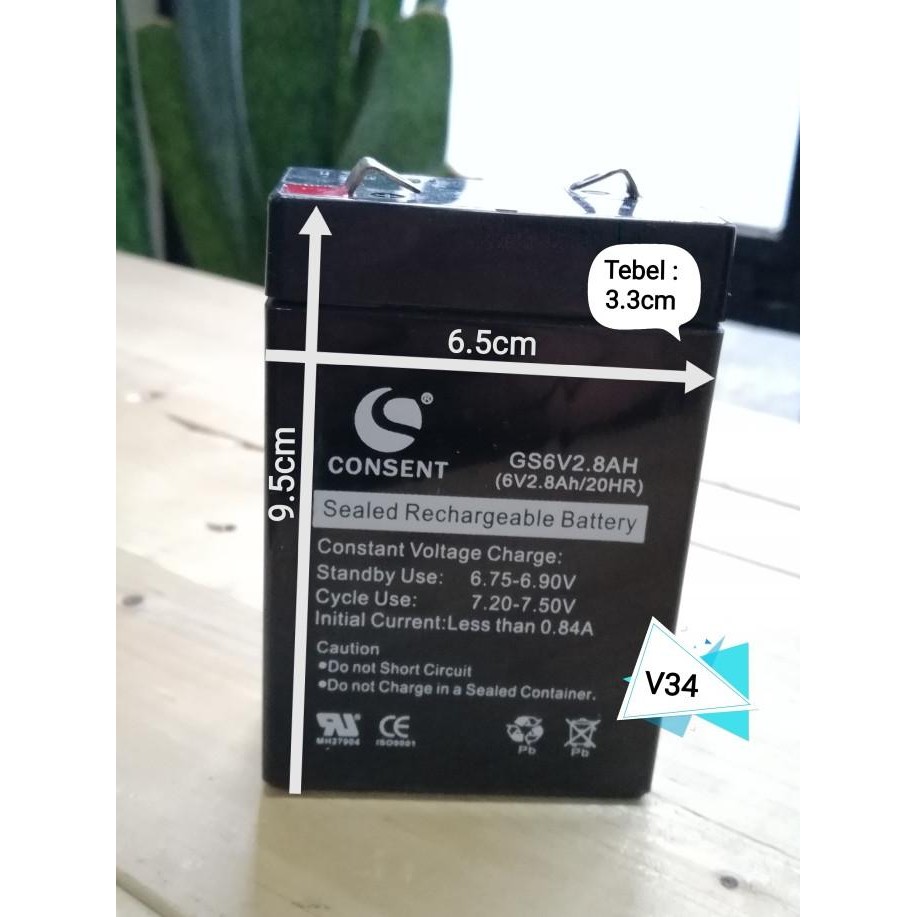 Tebel :
3.3cm
6.5cm
9.5cm
CONSENT®
GS6V2.8AH
(6V2.8Ah/20HR)
Sealed Rechargeable Battery
Constant Voltage Charge:
Standby Use: 6.75-6.90V
Cycle Use: 7.20-7.50V
Initial Current:Less than 0.84A
Caution
•Do not Short Circuit
•Do not Charge in a Sealed Container.
V34
CE
MH27904 ISO9001
Pb Pb